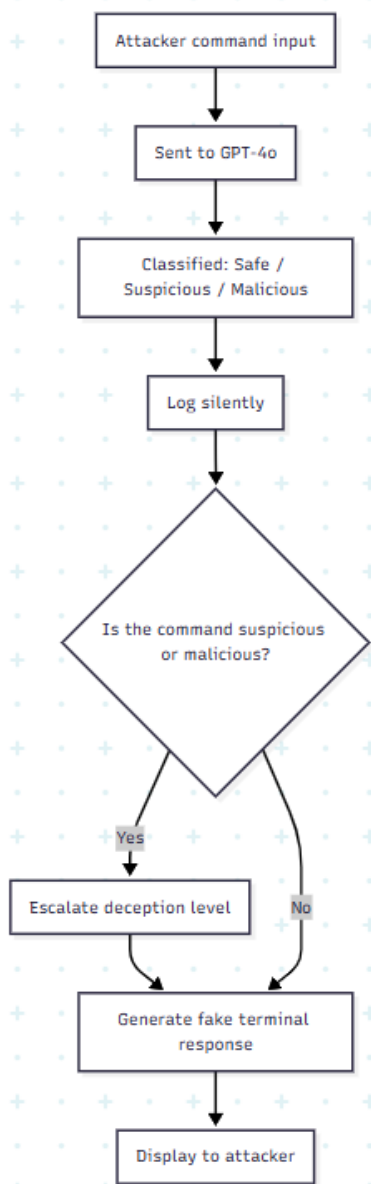 Attacker command input
Sent to GPT-4o
Classified: Safe /
Suspicious / Malicious
Log silently
Is the command suspicious
or malicious?
Yes
Escalate deception level
No
Generate fake terminal
response
Display to attacker